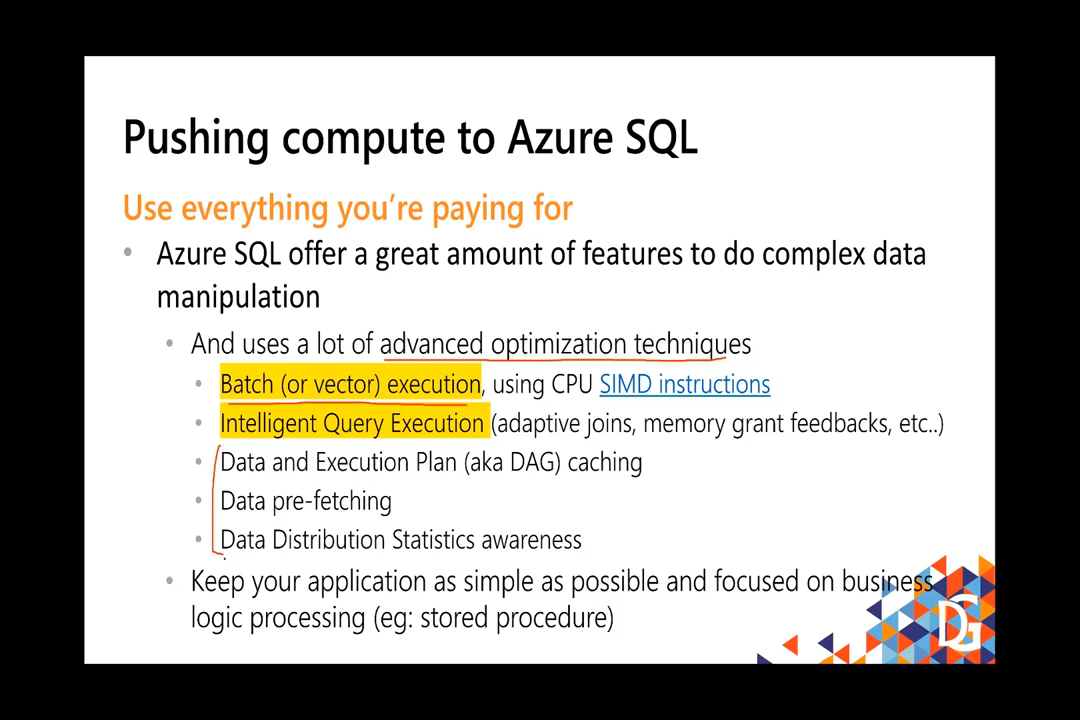 Pushing compute to Azure SQL
Use everything you're paying for
• Azure SQL offer a great amount of features to do complex data
manipulation
• And uses a lot of advanced optimization techniques
• Batch (or vector) execution, using CPU SIMD instructions
• Intelligent Query Execution (adaptive joins, memory grant feedbacks, etc..)
• Data and Execution Plan (aka DAG) caching
• Data pre-fetching
• Data Distribution Statistics awareness
• Keep your application as simple as possible and focused on business
logic processing (eg: stored procedure)
DG